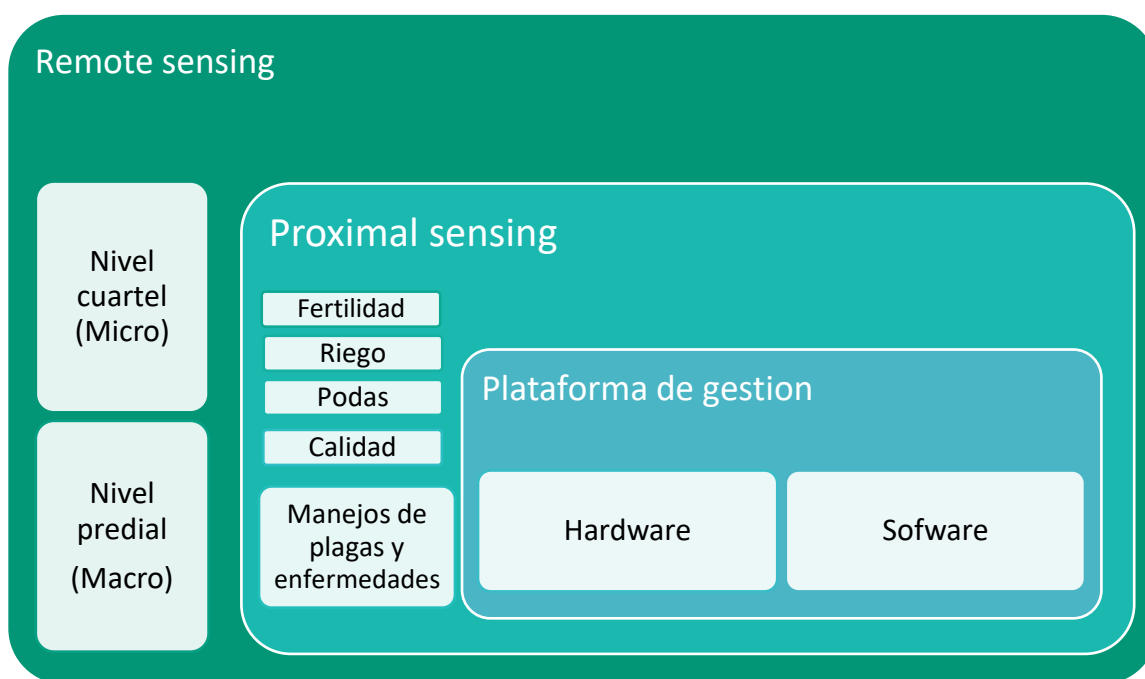 Remote sensing
Nivel
cuartel
(Micro)
Nivel
predial
(Macro)
Proximal sensing
Fertilidad
Riego
Podas
Calidad
Manejos de
plagas y
enfermedades
Plataforma de gestion
Hardware
Sofware